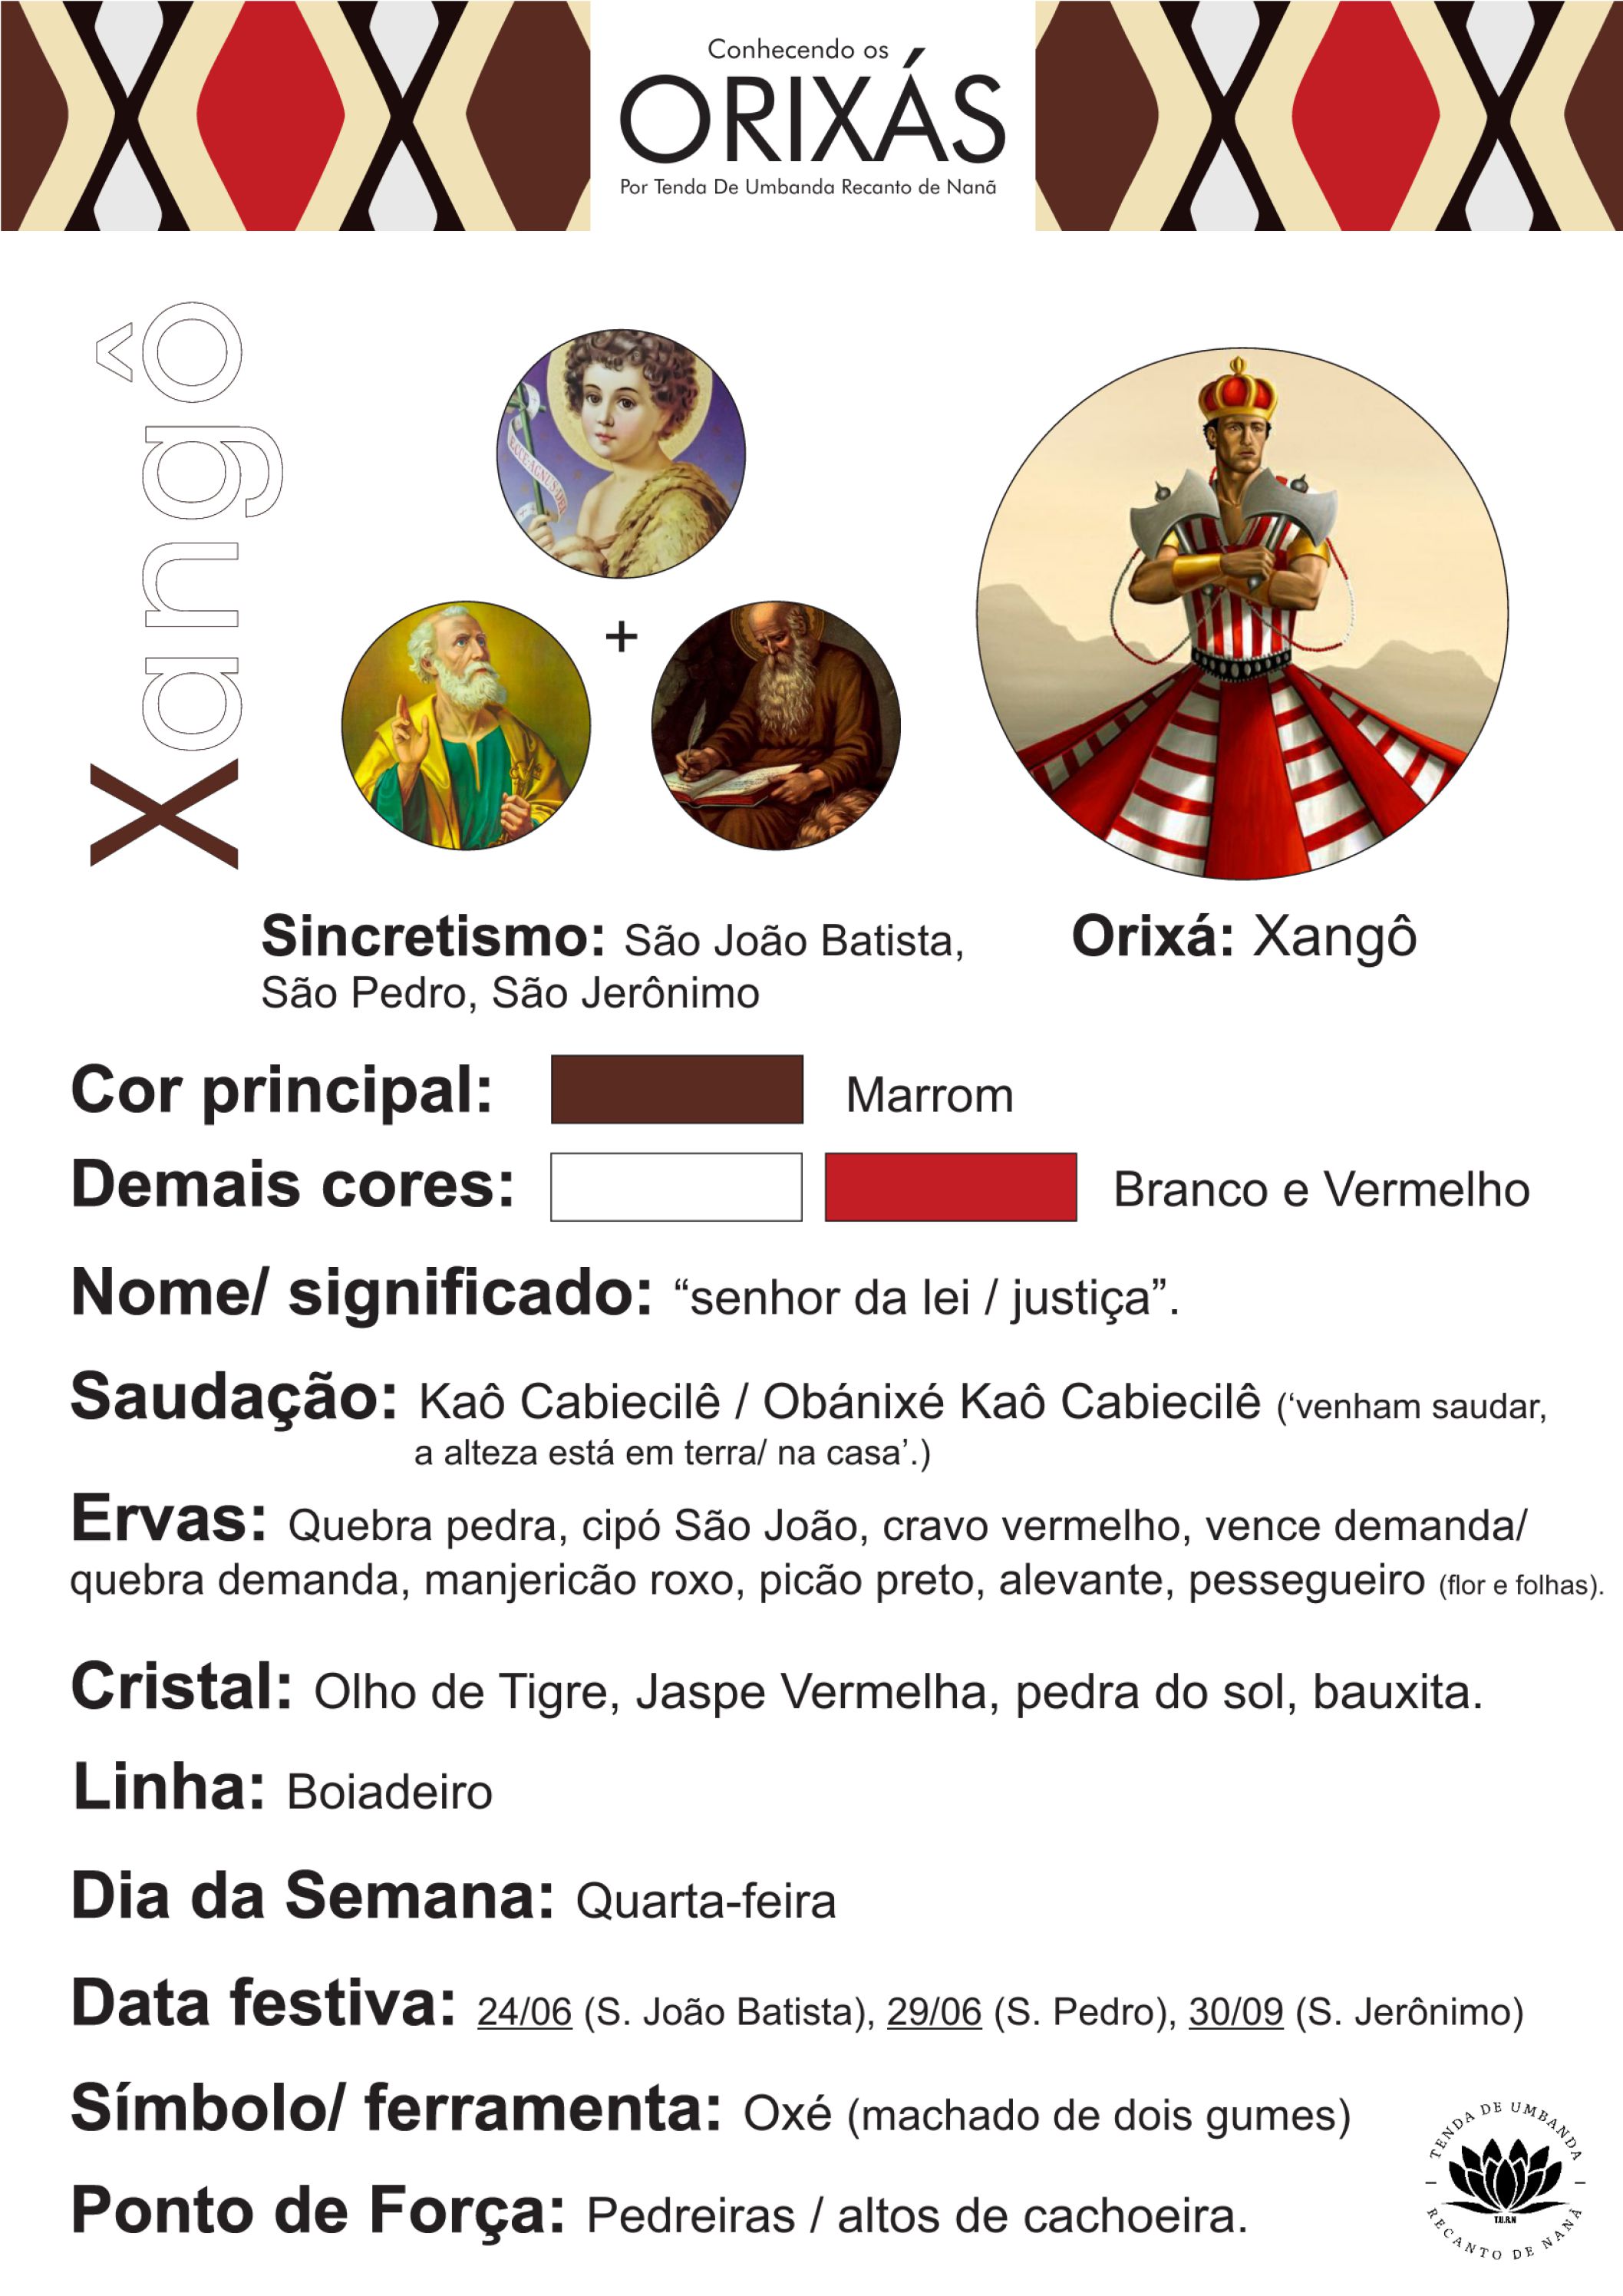 Conhecendo os
ORIXÁS
Por Tenda De Umbanda Recanto de Nanã
Xangô
ECCE·AGNUS·DEI
+
Sincretismo: São João Batista,
São Pedro, São Jerônimo
Orixá: Xangô
Cor principal: Marrom
Demais cores: Branco e Vermelho
Nome/ significado: “senhor da lei / justiça”.
Saudação: Kaô Cabiecilê / Obánixé Kaô Cabiecilê (‘venham saudar,
a alteza está em terra/ na casa’.)
Ervas: Quebra pedra, cipó São João, cravo vermelho, vence demanda/
quebra demanda, manjericão roxo, picão preto, alevante, pessegueiro (flor e folhas).
Cristal: Olho de Tigre, Jaspe Vermelha, pedra do sol, bauxita.
Linha: Boiadeiro
Dia da Semana: Quarta-feira
Data festiva: 24/06 (S. João Batista), 29/06 (S. Pedro), 30/09 (S. Jerônimo)
Símbolo/ ferramenta: Oxé (machado de dois gumes)
Ponto de Força: Pedreiras / altos de cachoeira.
TENDA DE UMBANDA
T.U.R.N
RECANTO DE NANÃ